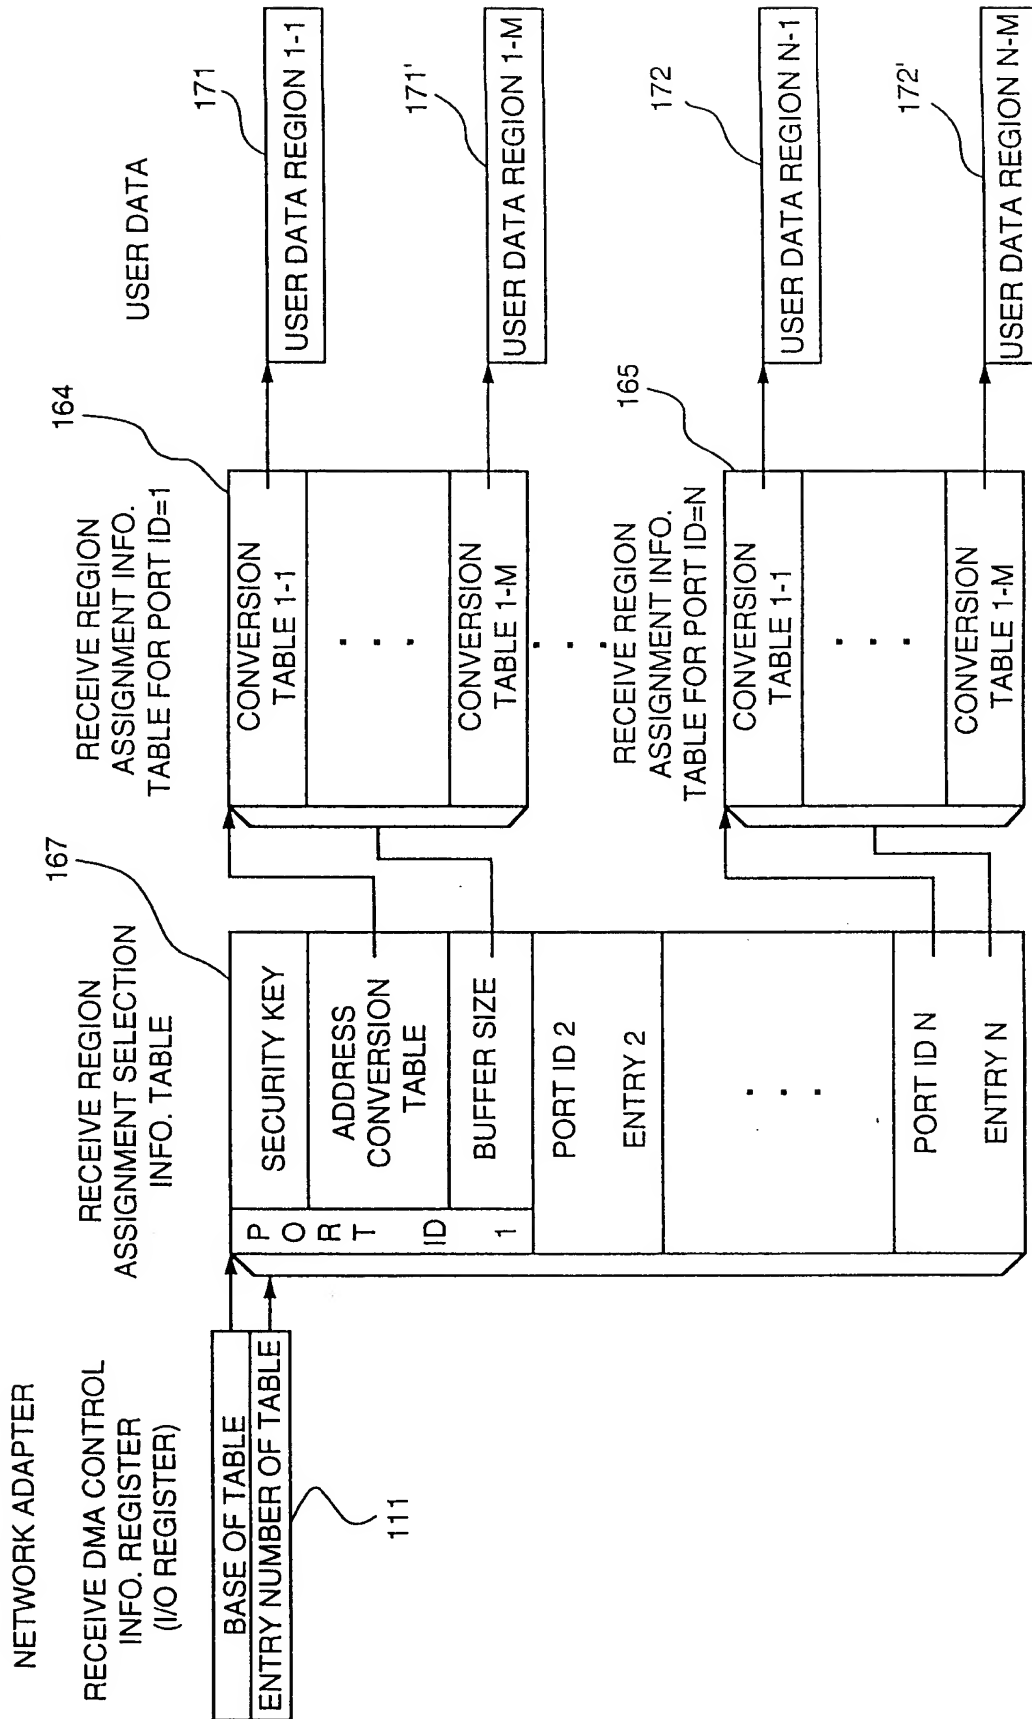 NETWORK ADAPTER
RECEIVE DMA CONTROL
INFO. REGISTER
(I/O REGISTER)
BASE OF TABLE
ENTRY NUMBER OF TABLE
111
RECEIVE REGION
ASSIGNMENT SELECTION
INFO. TABLE
167
PORT ID 1
SECURITY KEY
ADDRESS
CONVERSION
TABLE
BUFFER SIZE
PORT ID 2
ENTRY 2
. . .
PORT ID N
ENTRY N
RECEIVE REGION
ASSIGNMENT INFO.
TABLE FOR PORT ID=1
164
CONVERSION
TABLE 1-1
. . .
CONVERSION
TABLE 1-M
. . .
RECEIVE REGION
ASSIGNMENT INFO.
TABLE FOR PORT ID=N
165
CONVERSION
TABLE 1-1
. . .
CONVERSION
TABLE 1-M
USER DATA
171
USER DATA REGION 1-1
171'
USER DATA REGION 1-M
172
USER DATA REGION N-1
172'
USER DATA REGION N-M